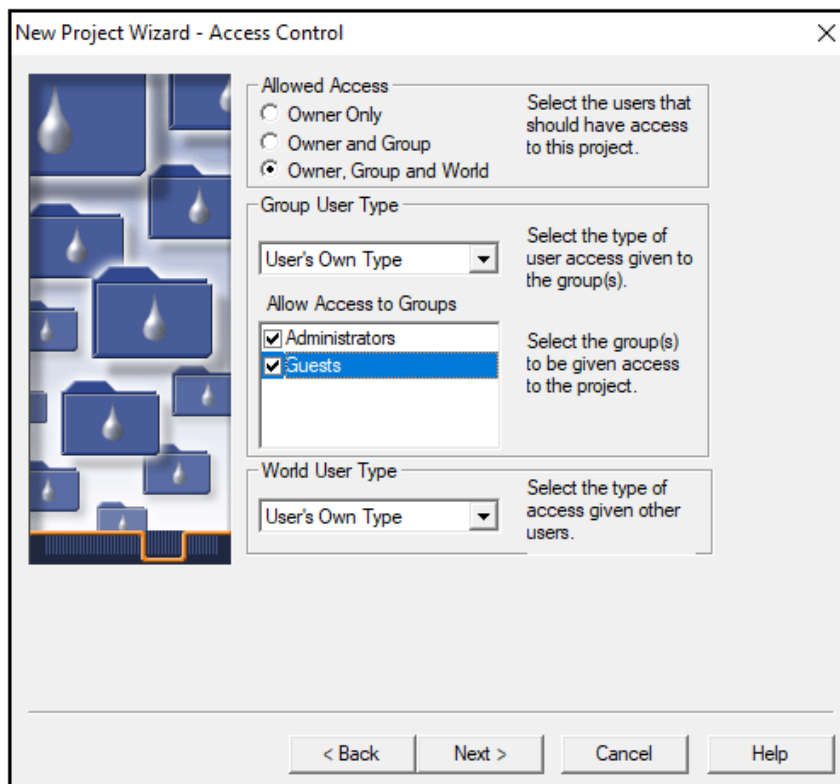 New Project Wizard - Access Control
Allowed Access
Owner Only
Owner and Group
Owner, Group and World
Select the users that
should have access
to this project.
Group User Type
User's Own Type
Select the type of
user access given to
the group(s).
Allow Access to Groups
Administrators
Guests
Select the group(s)
to be given access
to the project.
World User Type
User's Own Type
Select the type of
access given other
users.
< Back
Next >
Cancel
Help